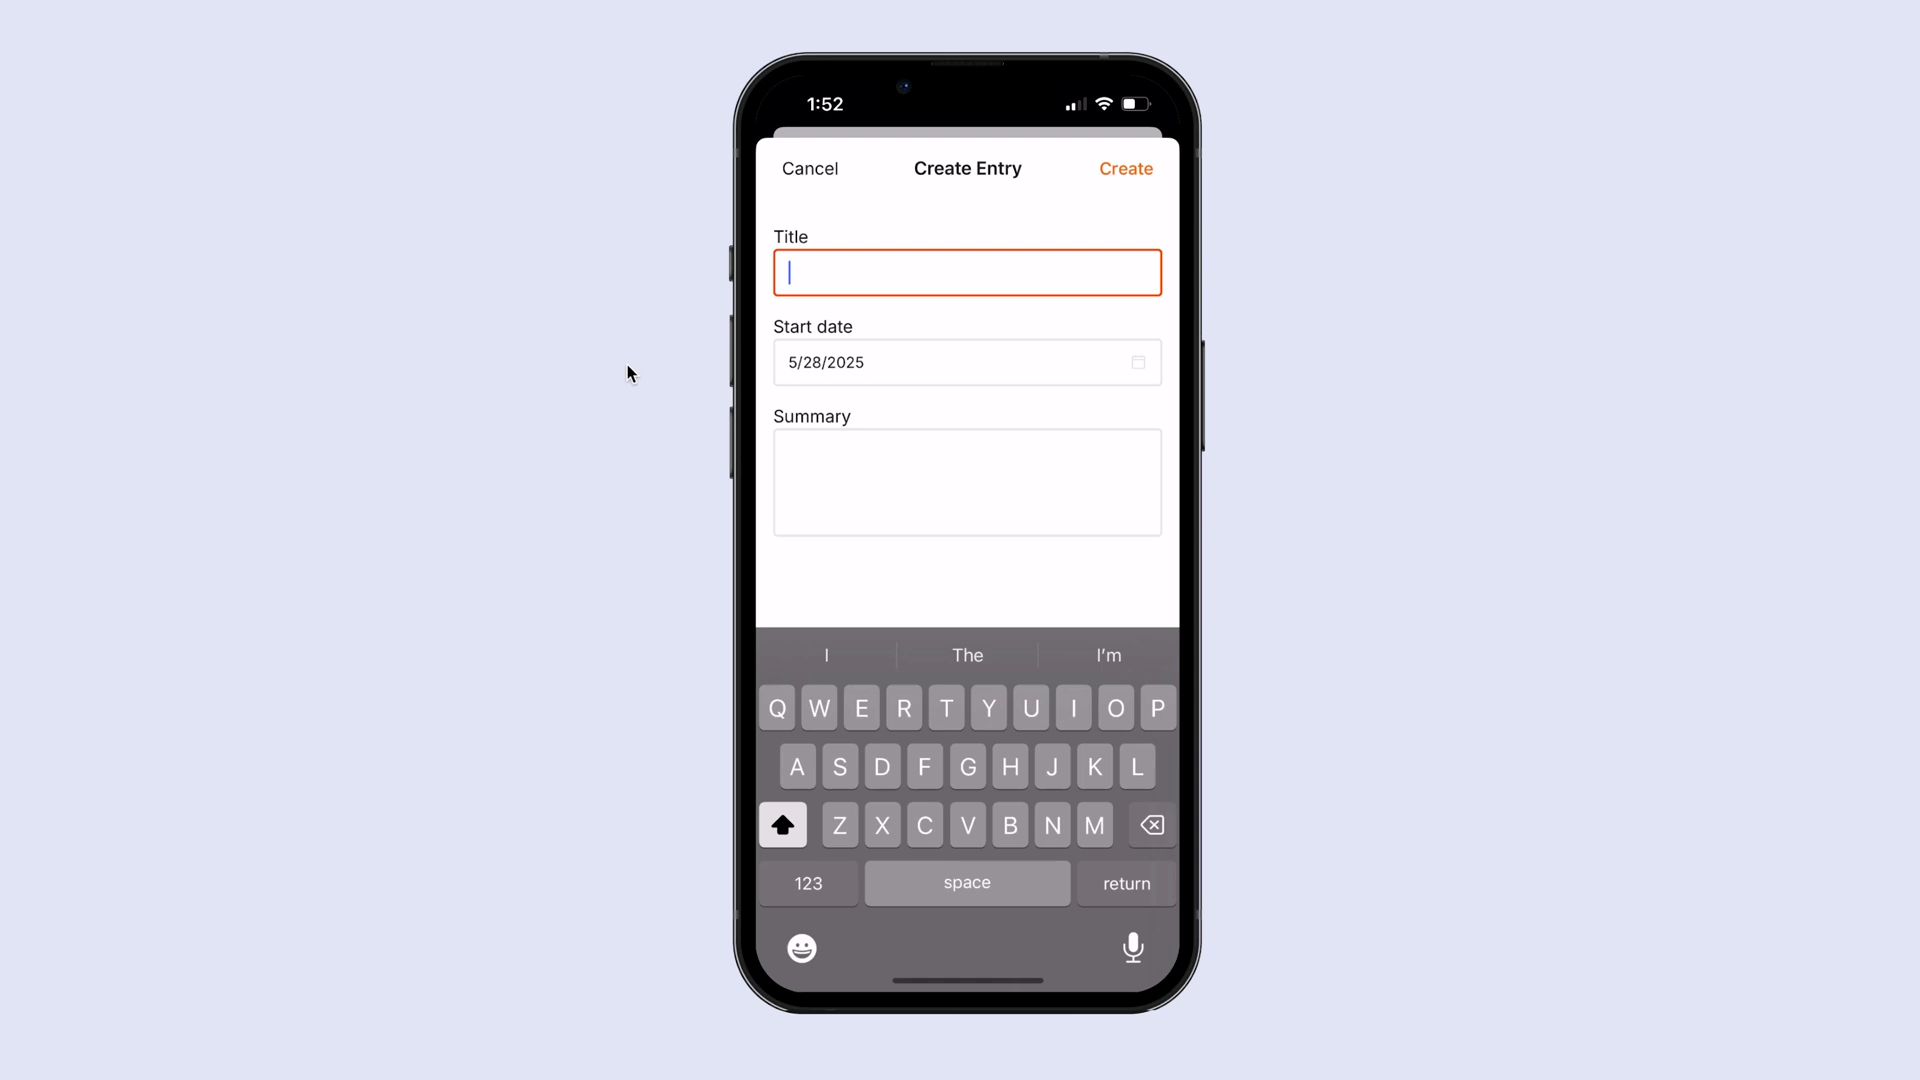 1:52
Cancel Create Entry Create
Title
Start date
5/28/2025
Summary
I The I'm
Q W E R T Y U I O P
A S D F G H J K L
Z X C V B N M
123 space return